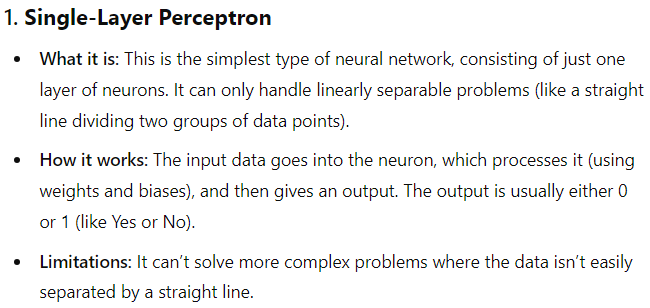 1. Single-Layer Perceptron
• What it is: This is the simplest type of neural network, consisting of just one
layer of neurons. It can only handle linearly separable problems (like a straight
line dividing two groups of data points).
• How it works: The input data goes into the neuron, which processes it (using
weights and biases), and then gives an output. The output is usually either 0
or 1 (like Yes or No).
• Limitations: It can’t solve more complex problems where the data isn’t easily
separated by a straight line.